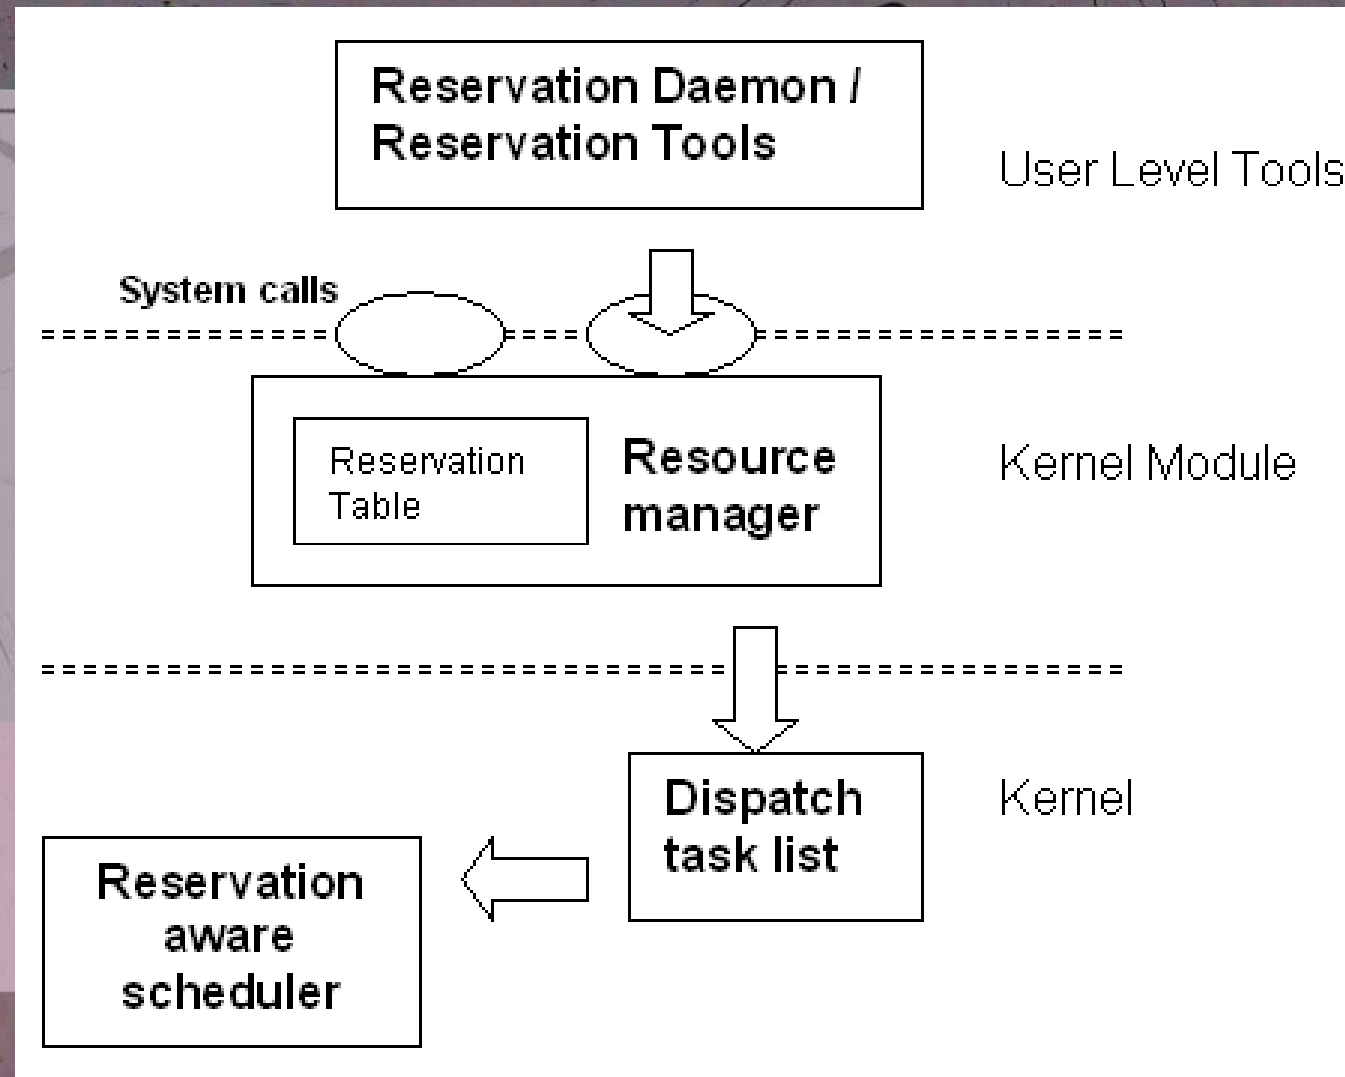 Reservation Daemon /
Reservation Tools
User Level Tools
System calls
Reservation
Table
Resource
manager
Kernel Module
Dispatch
task list
Kernel
Reservation
aware
scheduler